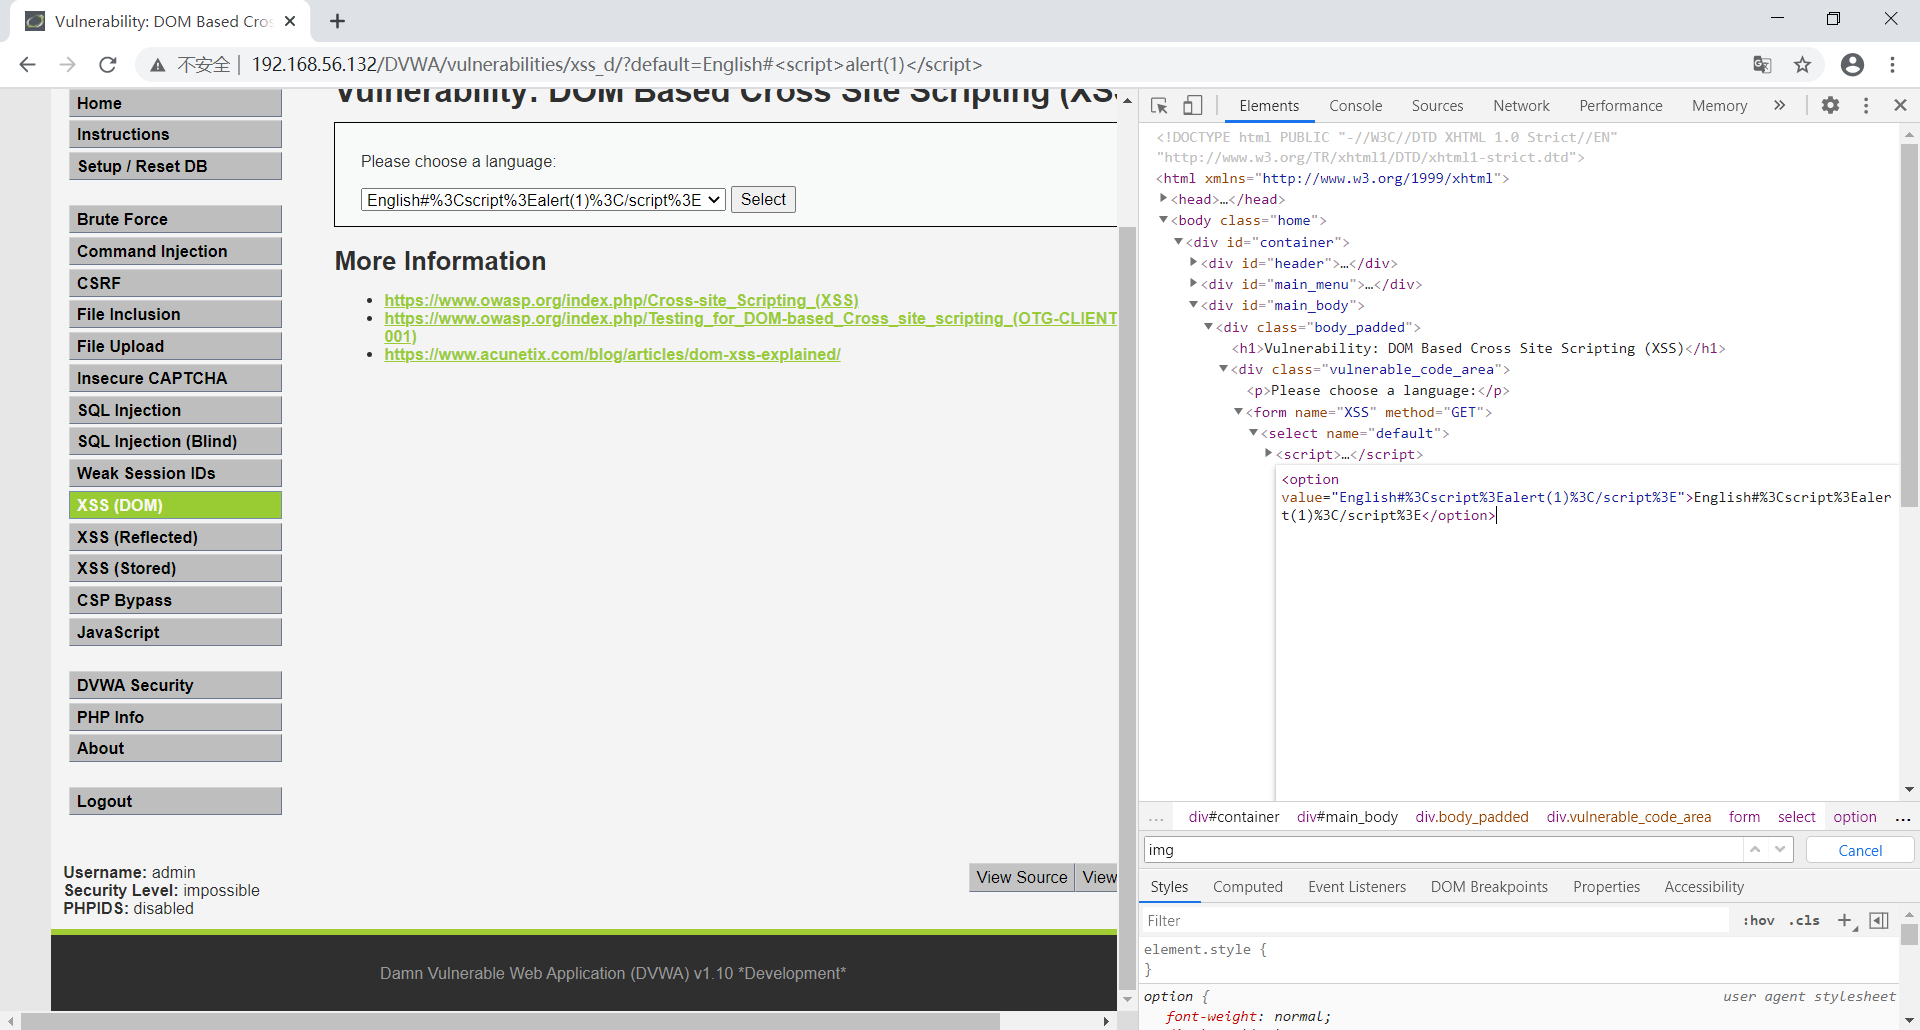 Vulnerability: DOM Based Cros
不安全 | 192.168.56.132/DVWA/vulnerabilities/xss_d/?default=English#<script>alert(1)</script>
Home
Instructions
Setup / Reset DB
Brute Force
Command Injection
CSRF
File Inclusion
File Upload
Insecure CAPTCHA
SQL Injection
SQL Injection (Blind)
Weak Session IDs
XSS (DOM)
XSS (Reflected)
XSS (Stored)
CSP Bypass
JavaScript
DVWA Security
PHP Info
About
Logout
Username: admin
Security Level: impossible
PHPIDS: disabled
Vulnerability: DOM Based Cross Site Scripting (XSS
Please choose a language:
English#%3Cscript%3Ealert(1)%3C/script%3E Select
More Information
https://www.owasp.org/index.php/Cross-site_Scripting_(XSS)
https://www.owasp.org/index.php/Testing_for_DOM-based_Cross_site_scripting_(OTG-CLIENT
001)
https://www.acunetix.com/blog/articles/dom-xss-explained/
View Source View
Damn Vulnerable Web Application (DVWA) v1.10 *Development*
Elements Console Sources Network Performance Memory »
<!DOCTYPE html PUBLIC "-//W3C//DTD XHTML 1.0 Strict//EN"
"http://www.w3.org/TR/xhtml1/DTD/xhtml1-strict.dtd">
<html xmlns="http://www.w3.org/1999/xhtml">
<head>…</head>
<body class="home">
<div id="container">
<div id="header">…</div>
<div id="main_menu">…</div>
<div id="main_body">
<div class="body_padded">
<h1>Vulnerability: DOM Based Cross Site Scripting (XSS)</h1>
<div class="vulnerable_code_area">
<p>Please choose a language:</p>
<form name="XSS" method="GET">
<select name="default">
<script>…</script>
<option
value="English#%3Cscript%3Ealert(1)%3C/script%3E">English#%3Cscript%3Ealer
t(1)%3C/script%3E</option>
... div#container div#main_body div.body_padded div.vulnerable_code_area form select option ...
img Cancel
Styles Computed Event Listeners DOM Breakpoints Properties Accessibility
Filter :hov .cls +
element.style {
}
option { user agent stylesheet
font-weight: normal;